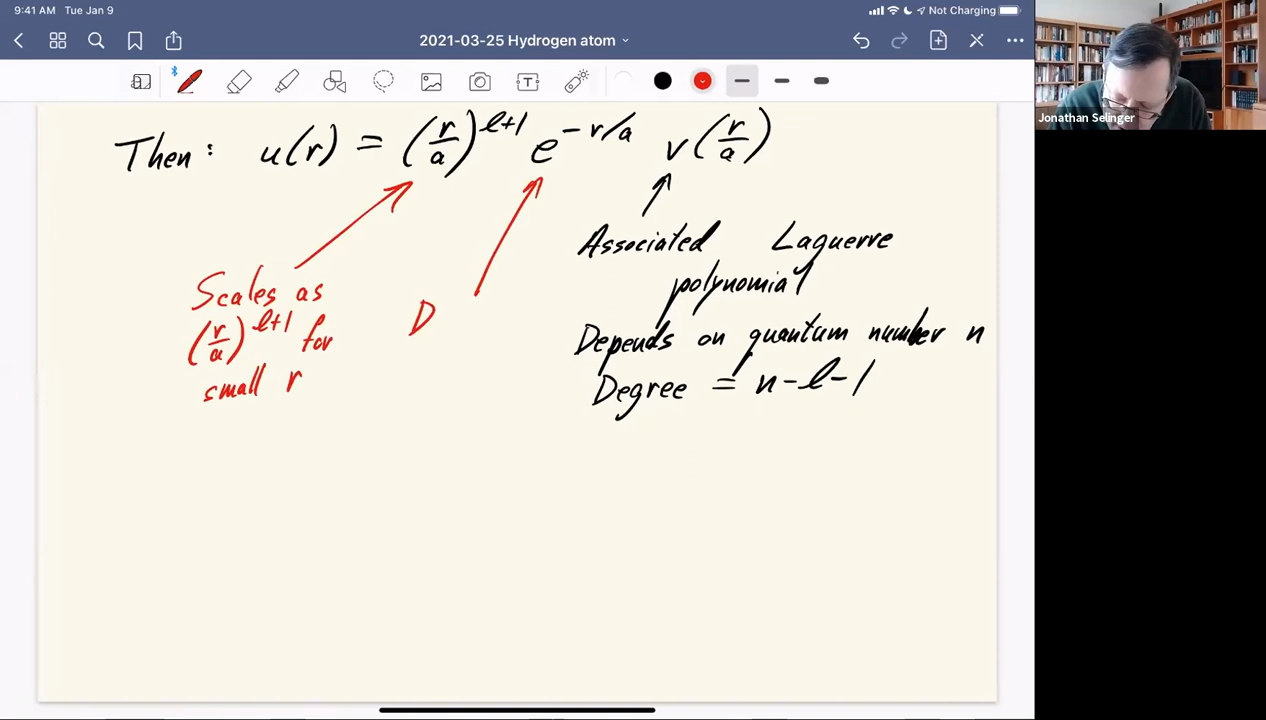 9:41 AM Tue Jan 9
Not Charging
2021-03-25 Hydrogen atom
T
Jonathan Selinger
Then : u(r) = (r/a)^{ℓ+1} e^{-r/a} v(r/a)
Scales as
(r/a)^{ℓ+1} for
small r
D
Associated Laguerre
polynomial
Depends on quantum number n
Degree = n-ℓ-1